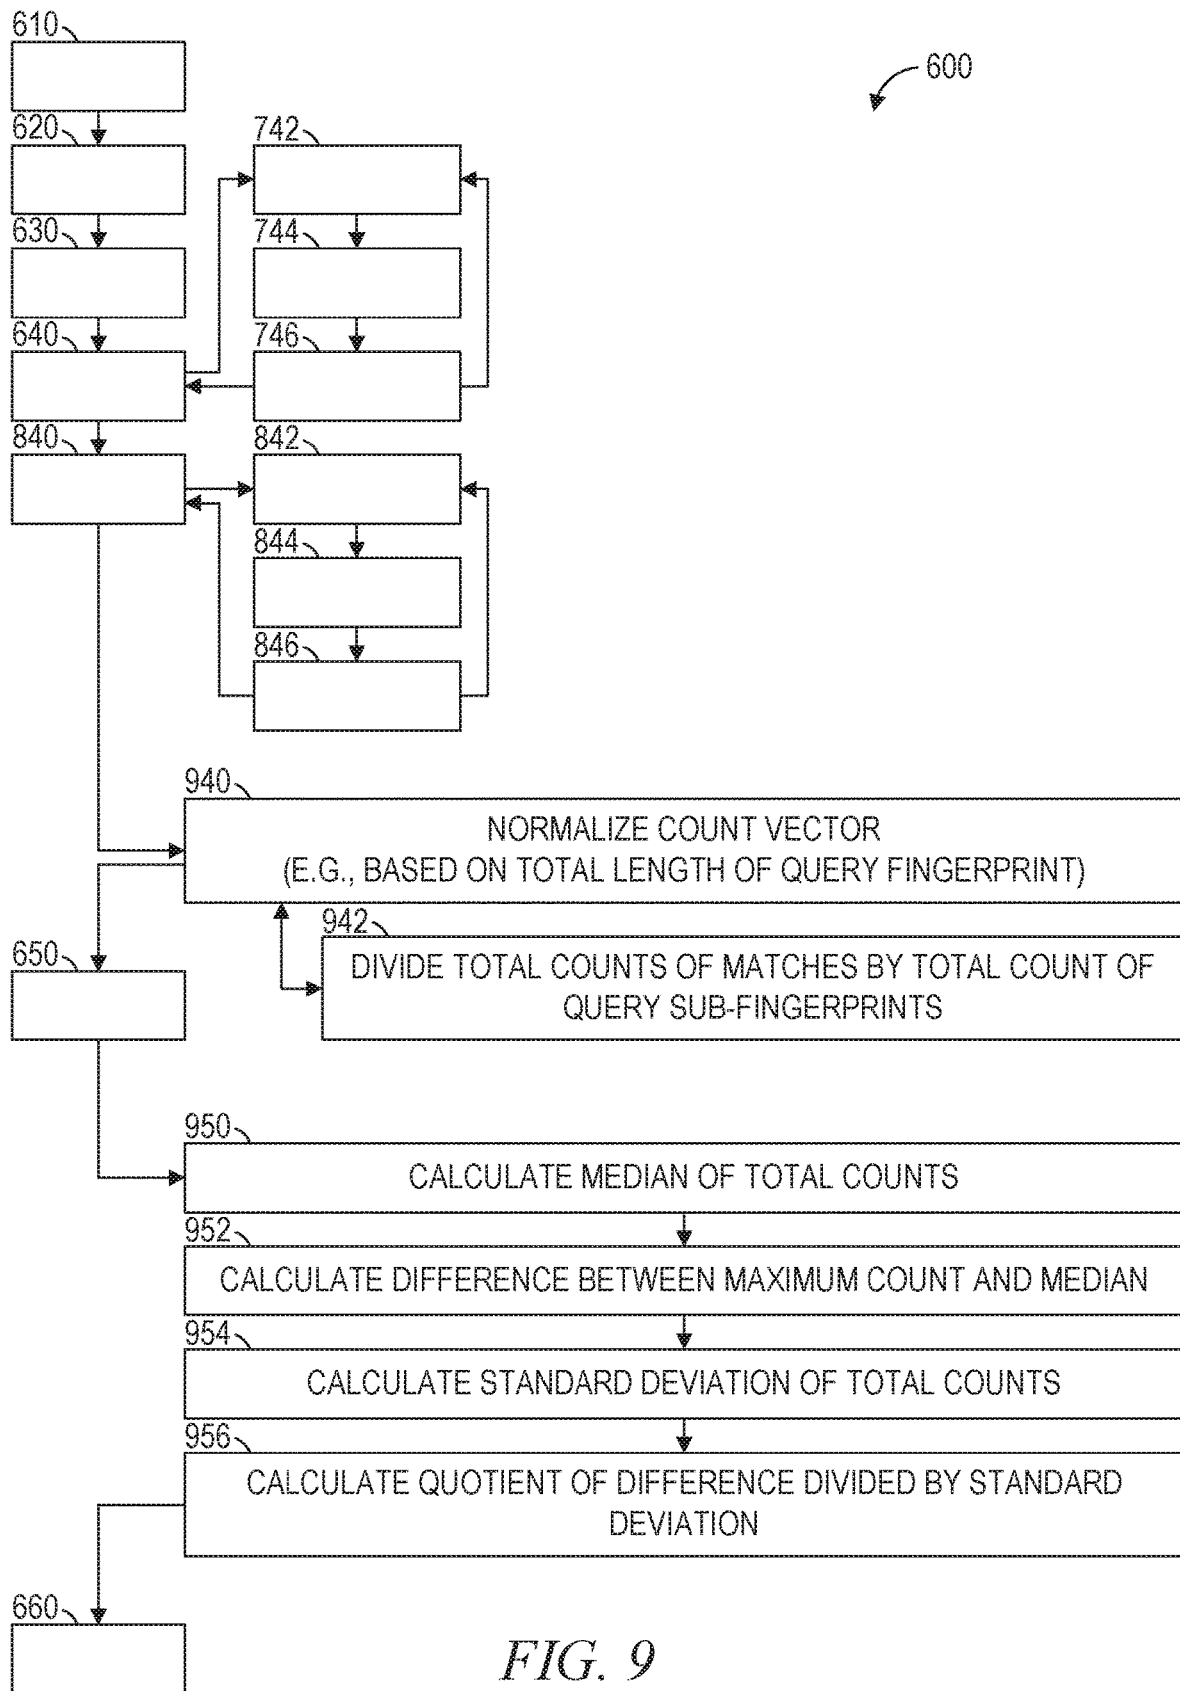 610
600
620
742
630
744
640
746
840
842
844
846
940
NORMALIZE COUNT VECTOR
(E.G., BASED ON TOTAL LENGTH OF QUERY FINGERPRINT)
942
DIVIDE TOTAL COUNTS OF MATCHES BY TOTAL COUNT OF
QUERY SUB-FINGERPRINTS
650
950
CALCULATE MEDIAN OF TOTAL COUNTS
952
CALCULATE DIFFERENCE BETWEEN MAXIMUM COUNT AND MEDIAN
954
CALCULATE STANDARD DEVIATION OF TOTAL COUNTS
956
CALCULATE QUOTIENT OF DIFFERENCE DIVIDED BY STANDARD
DEVIATION
660
FIG. 9